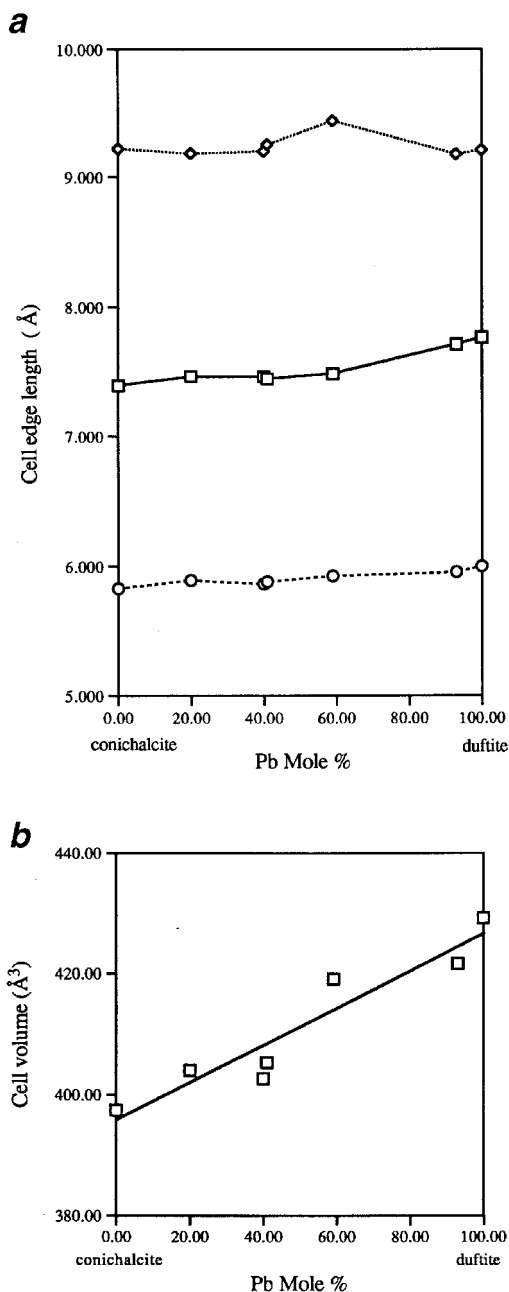 a
10.000
9.000
8.000
7.000
6.000
5.000
Cell edge length ( Å)
0.00 20.00 40.00 60.00 80.00 100.00
conichalcite duftite
Pb Mole %
b
440.00
420.00
400.00
380.00
Cell volume (Å³)
0.00 20.00 40.00 60.00 80.00 100.00
conichalcite duftite
Pb Mole %